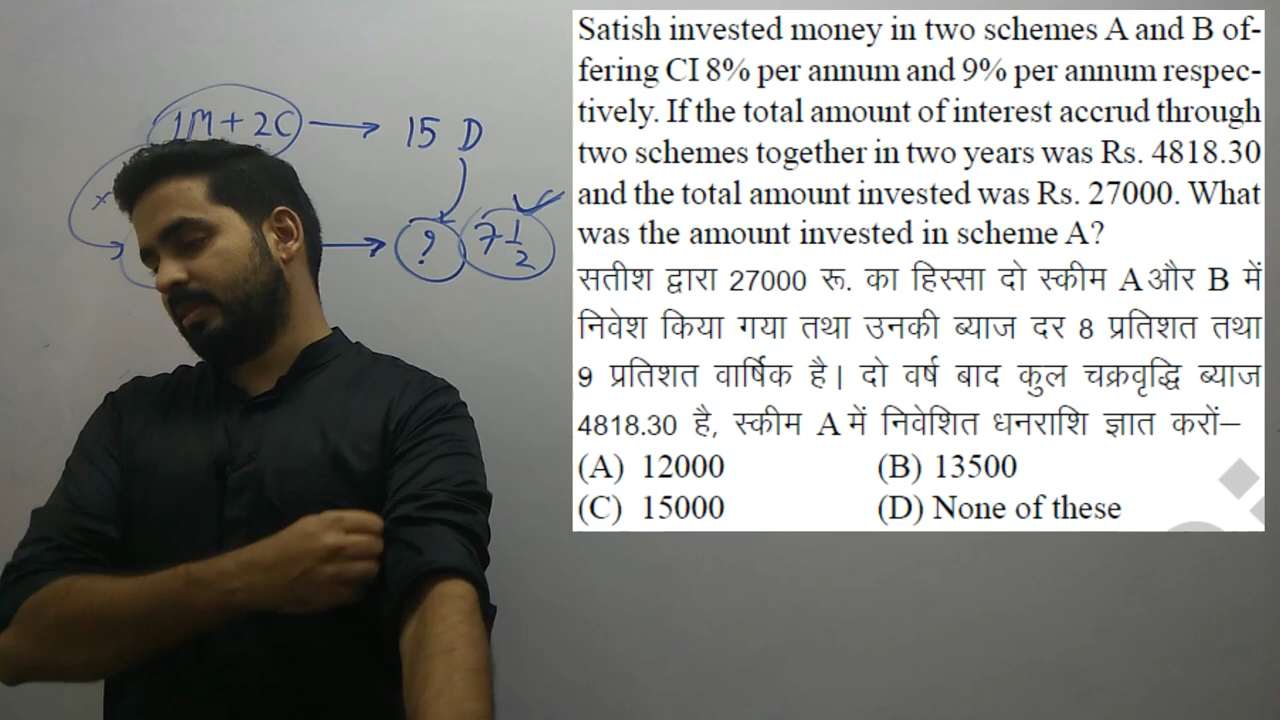 1M + 2C → 15 D
x
→ ? 7 1/2
Satish invested money in two schemes A and B of-
fering CI 8% per annum and 9% per annum respec-
tively. If the total amount of interest accrud through
two schemes together in two years was Rs. 4818.30
and the total amount invested was Rs. 27000. What
was the amount invested in scheme A?
सतीश द्वारा 27000 रू. का हिस्सा दो स्कीम A और B में
निवेश किया गया तथा उनकी ब्याज दर 8 प्रतिशत तथा
9 प्रतिशत वार्षिक है। दो वर्ष बाद कुल चक्रवृद्धि ब्याज
4818.30 है, स्कीम A में निवेशित धनराशि ज्ञात करों–
(A) 12000 (B) 13500
(C) 15000 (D) None of these